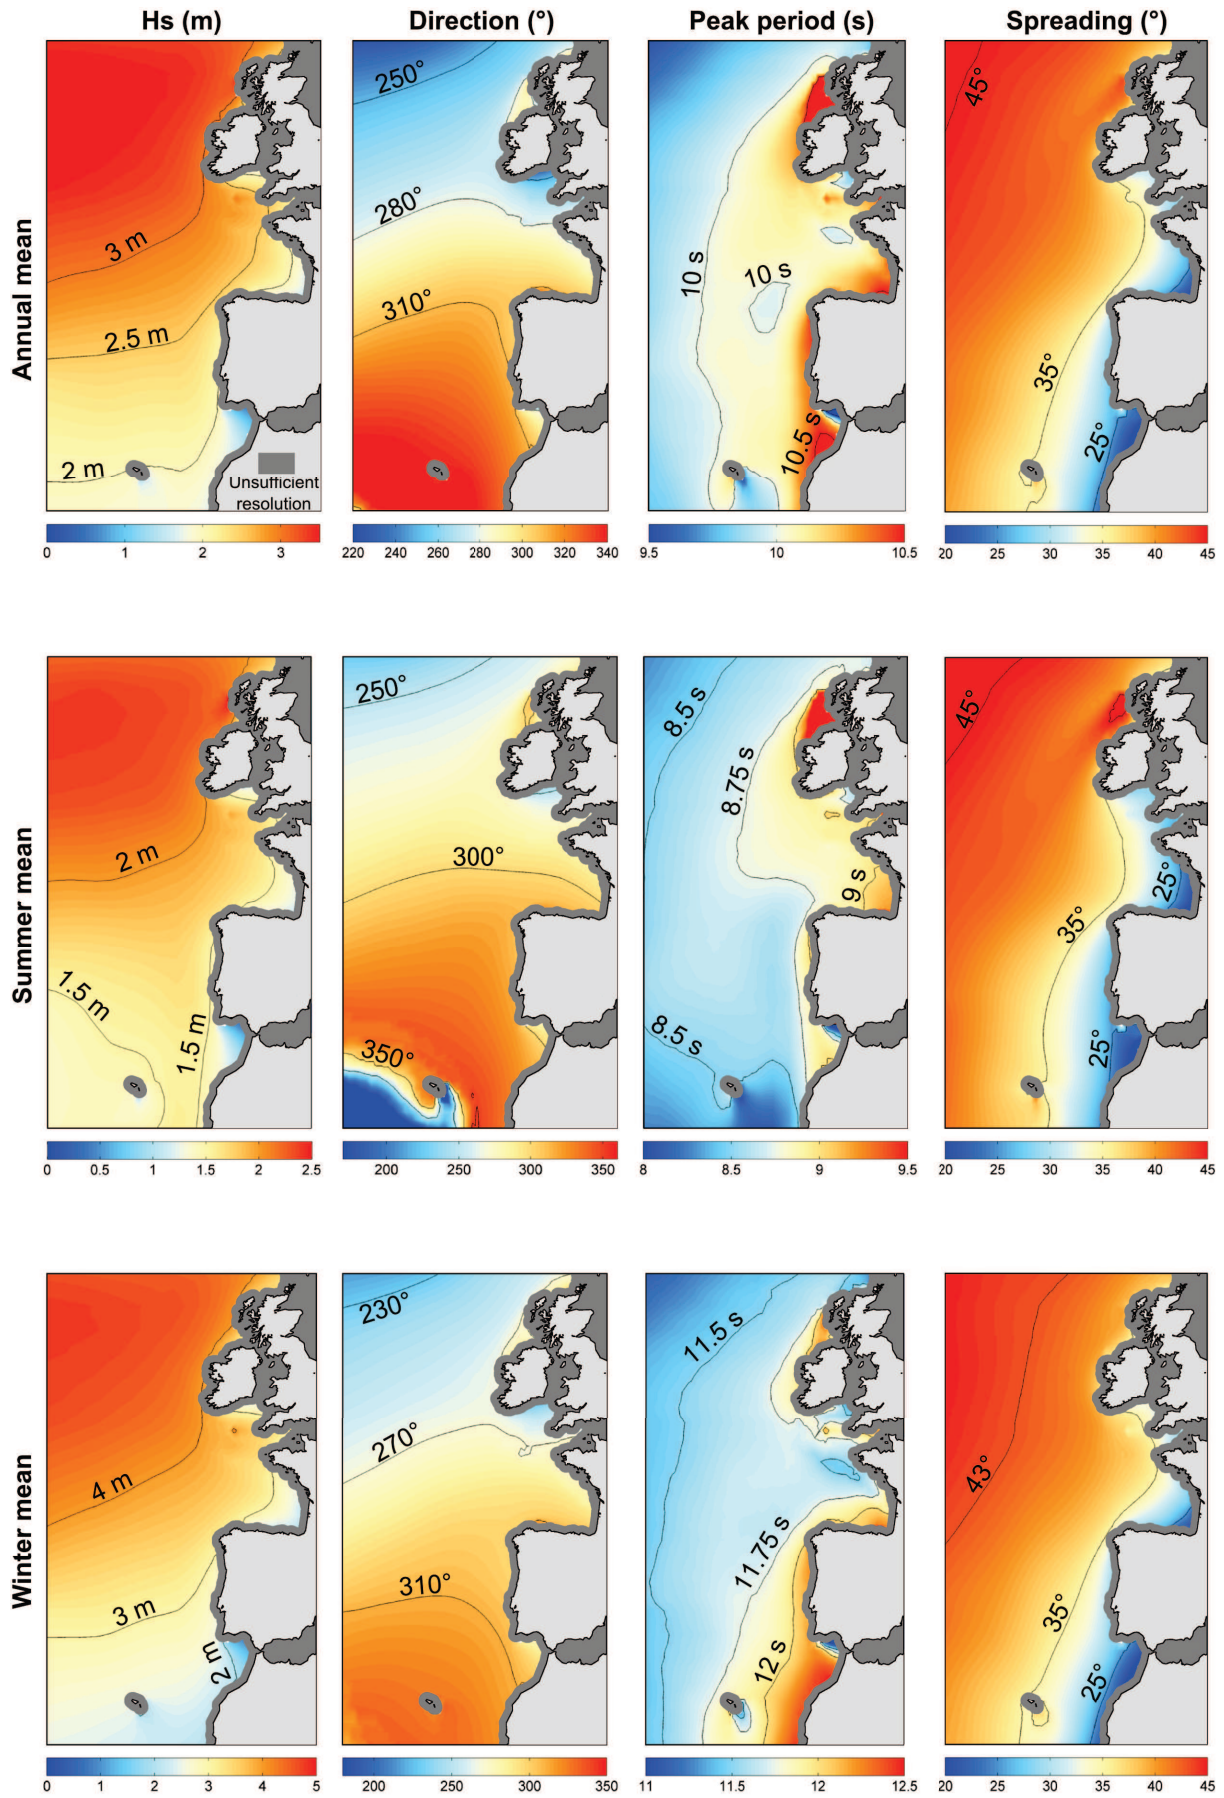 Hs (m)
Direction (°)
Peak period (s)
Spreading (°)
Annual mean
3 m
2.5 m
2 m
Unsufficient
resolution
250°
280°
310°
10 s
10 s
10.5 s
45°
35°
25°
0 1 2 3
220 240 260 280 300 320 340
9.5 10 10.5
20 25 30 35 40 45
Summer mean
2 m
1.5 m
1.5 m
250°
300°
350°
8.5 s
8.75 s
9 s
8.5 s
45°
25°
35°
25°
0 0.5 1 1.5 2 2.5
200 250 300 350
8 8.5 9 9.5
20 25 30 35 40 45
Winter mean
4 m
3 m
2 m
230°
270°
310°
11.5 s
11.75 s
12 s
43°
35°
25°
0 1 2 3 4 5
200 250 300 350
11 11.5 12 12.5
20 25 30 35 40 45